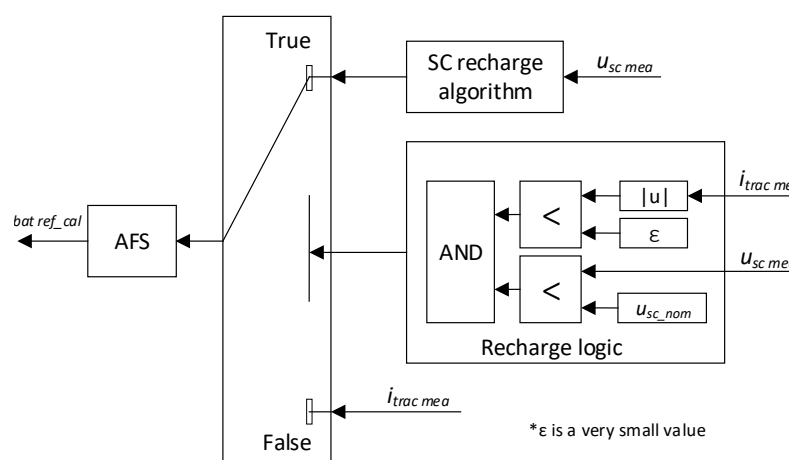 True
SC recharge
algorithm
u_sc mea
|u|
i_trac me
<
ε
AND
bat ref_cal
AFS
<
u_sc me
u_sc_nom
Recharge logic
i_trac mea
False
*ε is a very small value